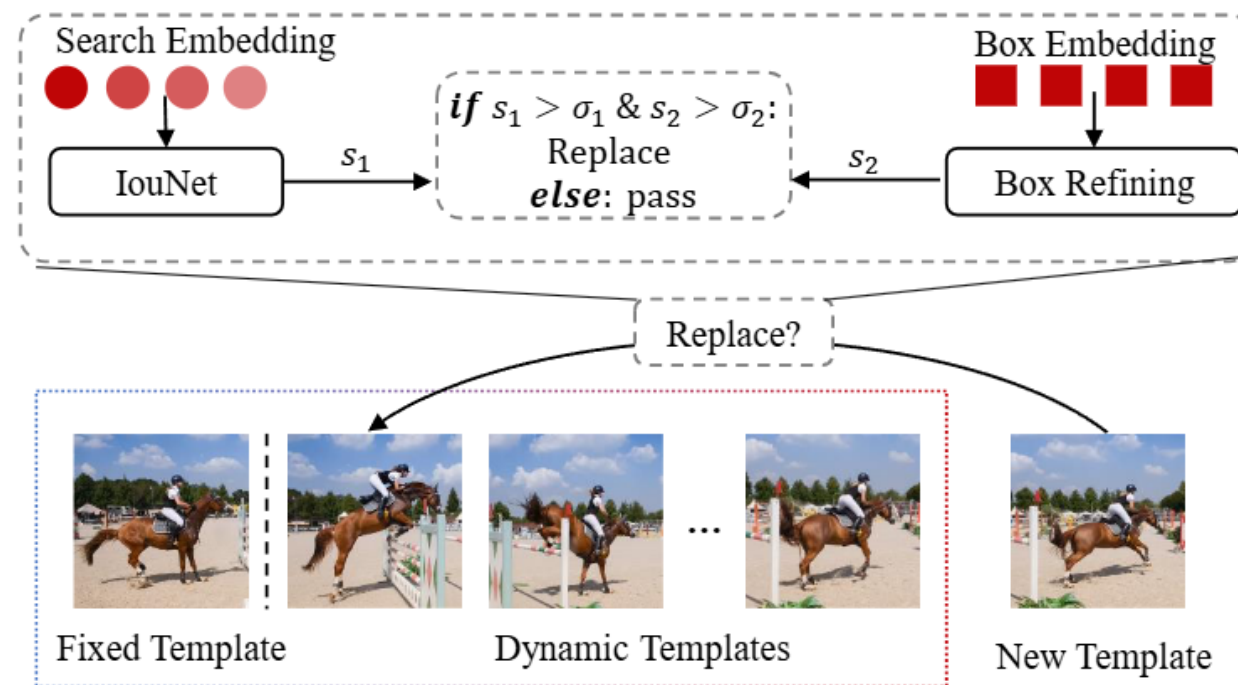 Search Embedding
Box Embedding
if s₁ > σ₁ & s₂ > σ₂:
Replace
else: pass
IouNet
s₁
s₂
Box Refining
Replace?
...
Fixed Template
Dynamic Templates
New Template